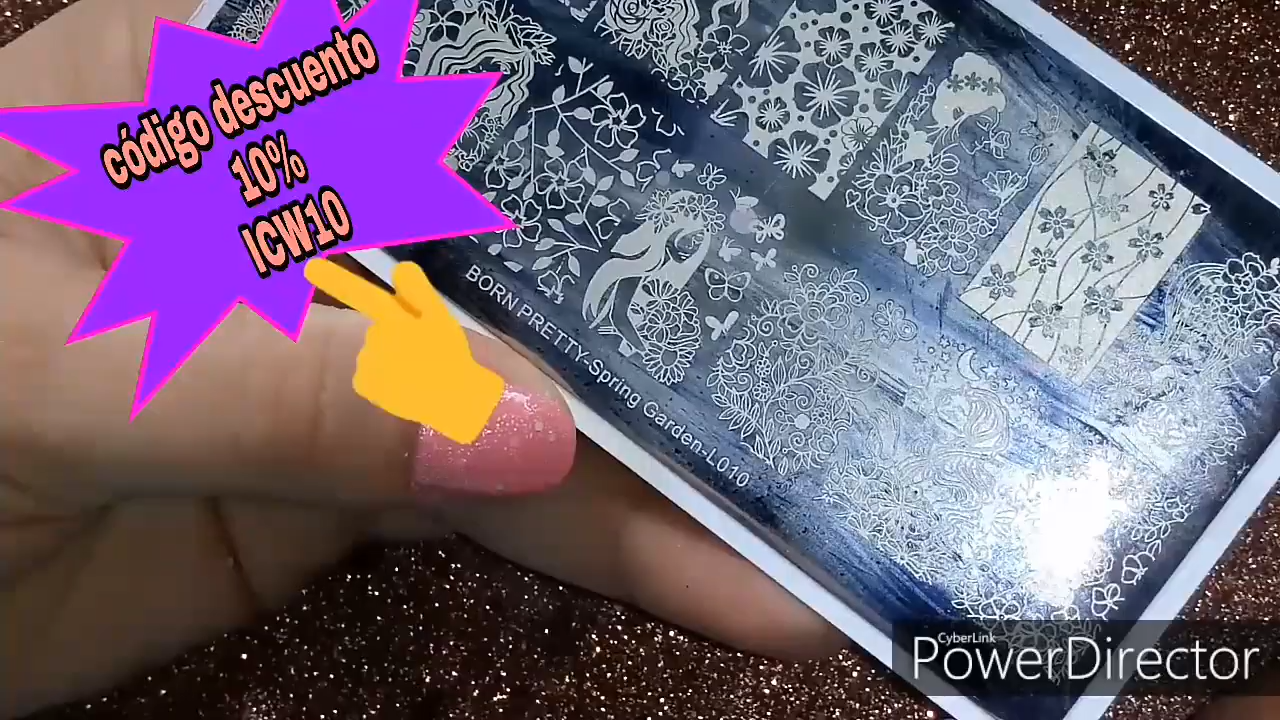 código descuento
10%
ICW10
BORN PRETTY-Spring Garden-L010
CyberLink
PowerDirector